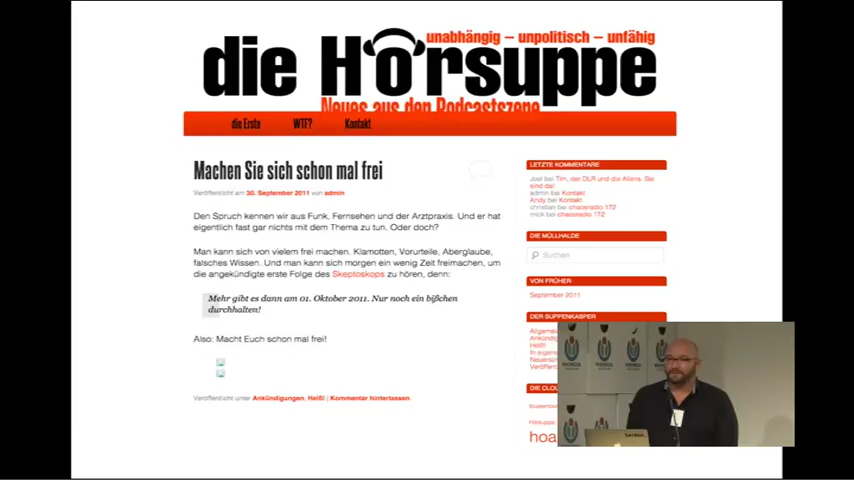 unabhängig – unpolitisch – unfähig
die Hörsuppe
Neues aus der Podcastszene
die Erste WTF? Kontakt
Machen Sie sich schon mal frei
Veröffentlicht am 30. September 2011 von admin
Den Spruch kennen wir aus Funk, Fernsehen und der Arztpraxis. Und er hat
eigentlich fast gar nichts mit dem Thema zu tun. Oder doch?
Man kann sich von vielem frei machen. Klamotten, Vorurteile, Aberglaube,
falsches Wissen. Und man kann sich morgen ein wenig Zeit freimachen, um
die angekündigte erste Folge des Skeptoskops zu hören, denn:
Mehr gibt es dann am 01. Oktober 2011. Nur noch ein bißchen
durchhalten!
Also: Macht Euch schon mal frei!
Veröffentlicht unter Ankündigungen, Heiß! | Kommentar hinterlassen
LETZTE KOMMENTARE
Joel bei Tim, der DLR und die Aliens. Sie
sind da!
admin bei Kontakt
Andy bei Kontakt
christian bei chaosradio 172
mick bei chaosradio 172
DIE MÜLLHALDE
Suchen
VON FRÜHER
September 2011
DER SUPPENKASPER
Allgemei
Ankündi
Heiß!
In eigen
Neuersch
Veröffent
DIE CLOU
hörsuppe
hoa